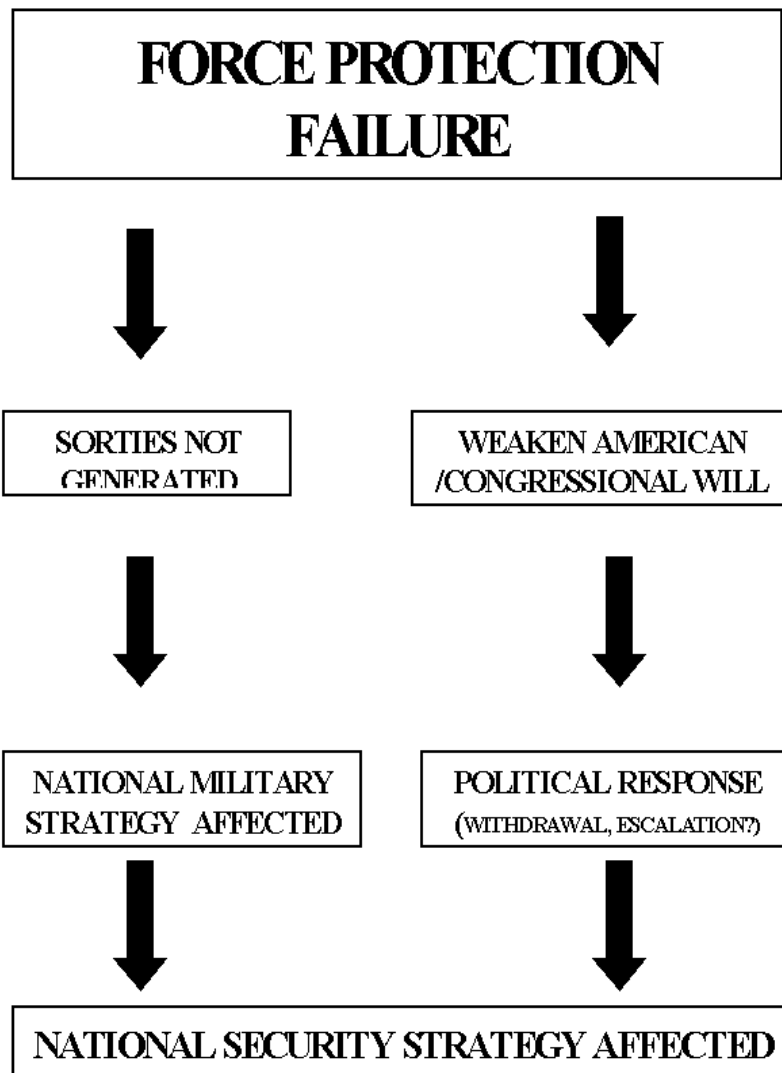 FORCE PROTECTION
FAILURE
SORTIES NOT
GENERATED
WEAKEN AMERICAN
/CONGRESSIONAL WILL
NATIONAL MILITARY
STRATEGY AFFECTED
POLITICAL RESPONSE
(WITHDRAWAL, ESCALATION?)
NATIONAL SECURITY STRATEGY AFFECTED